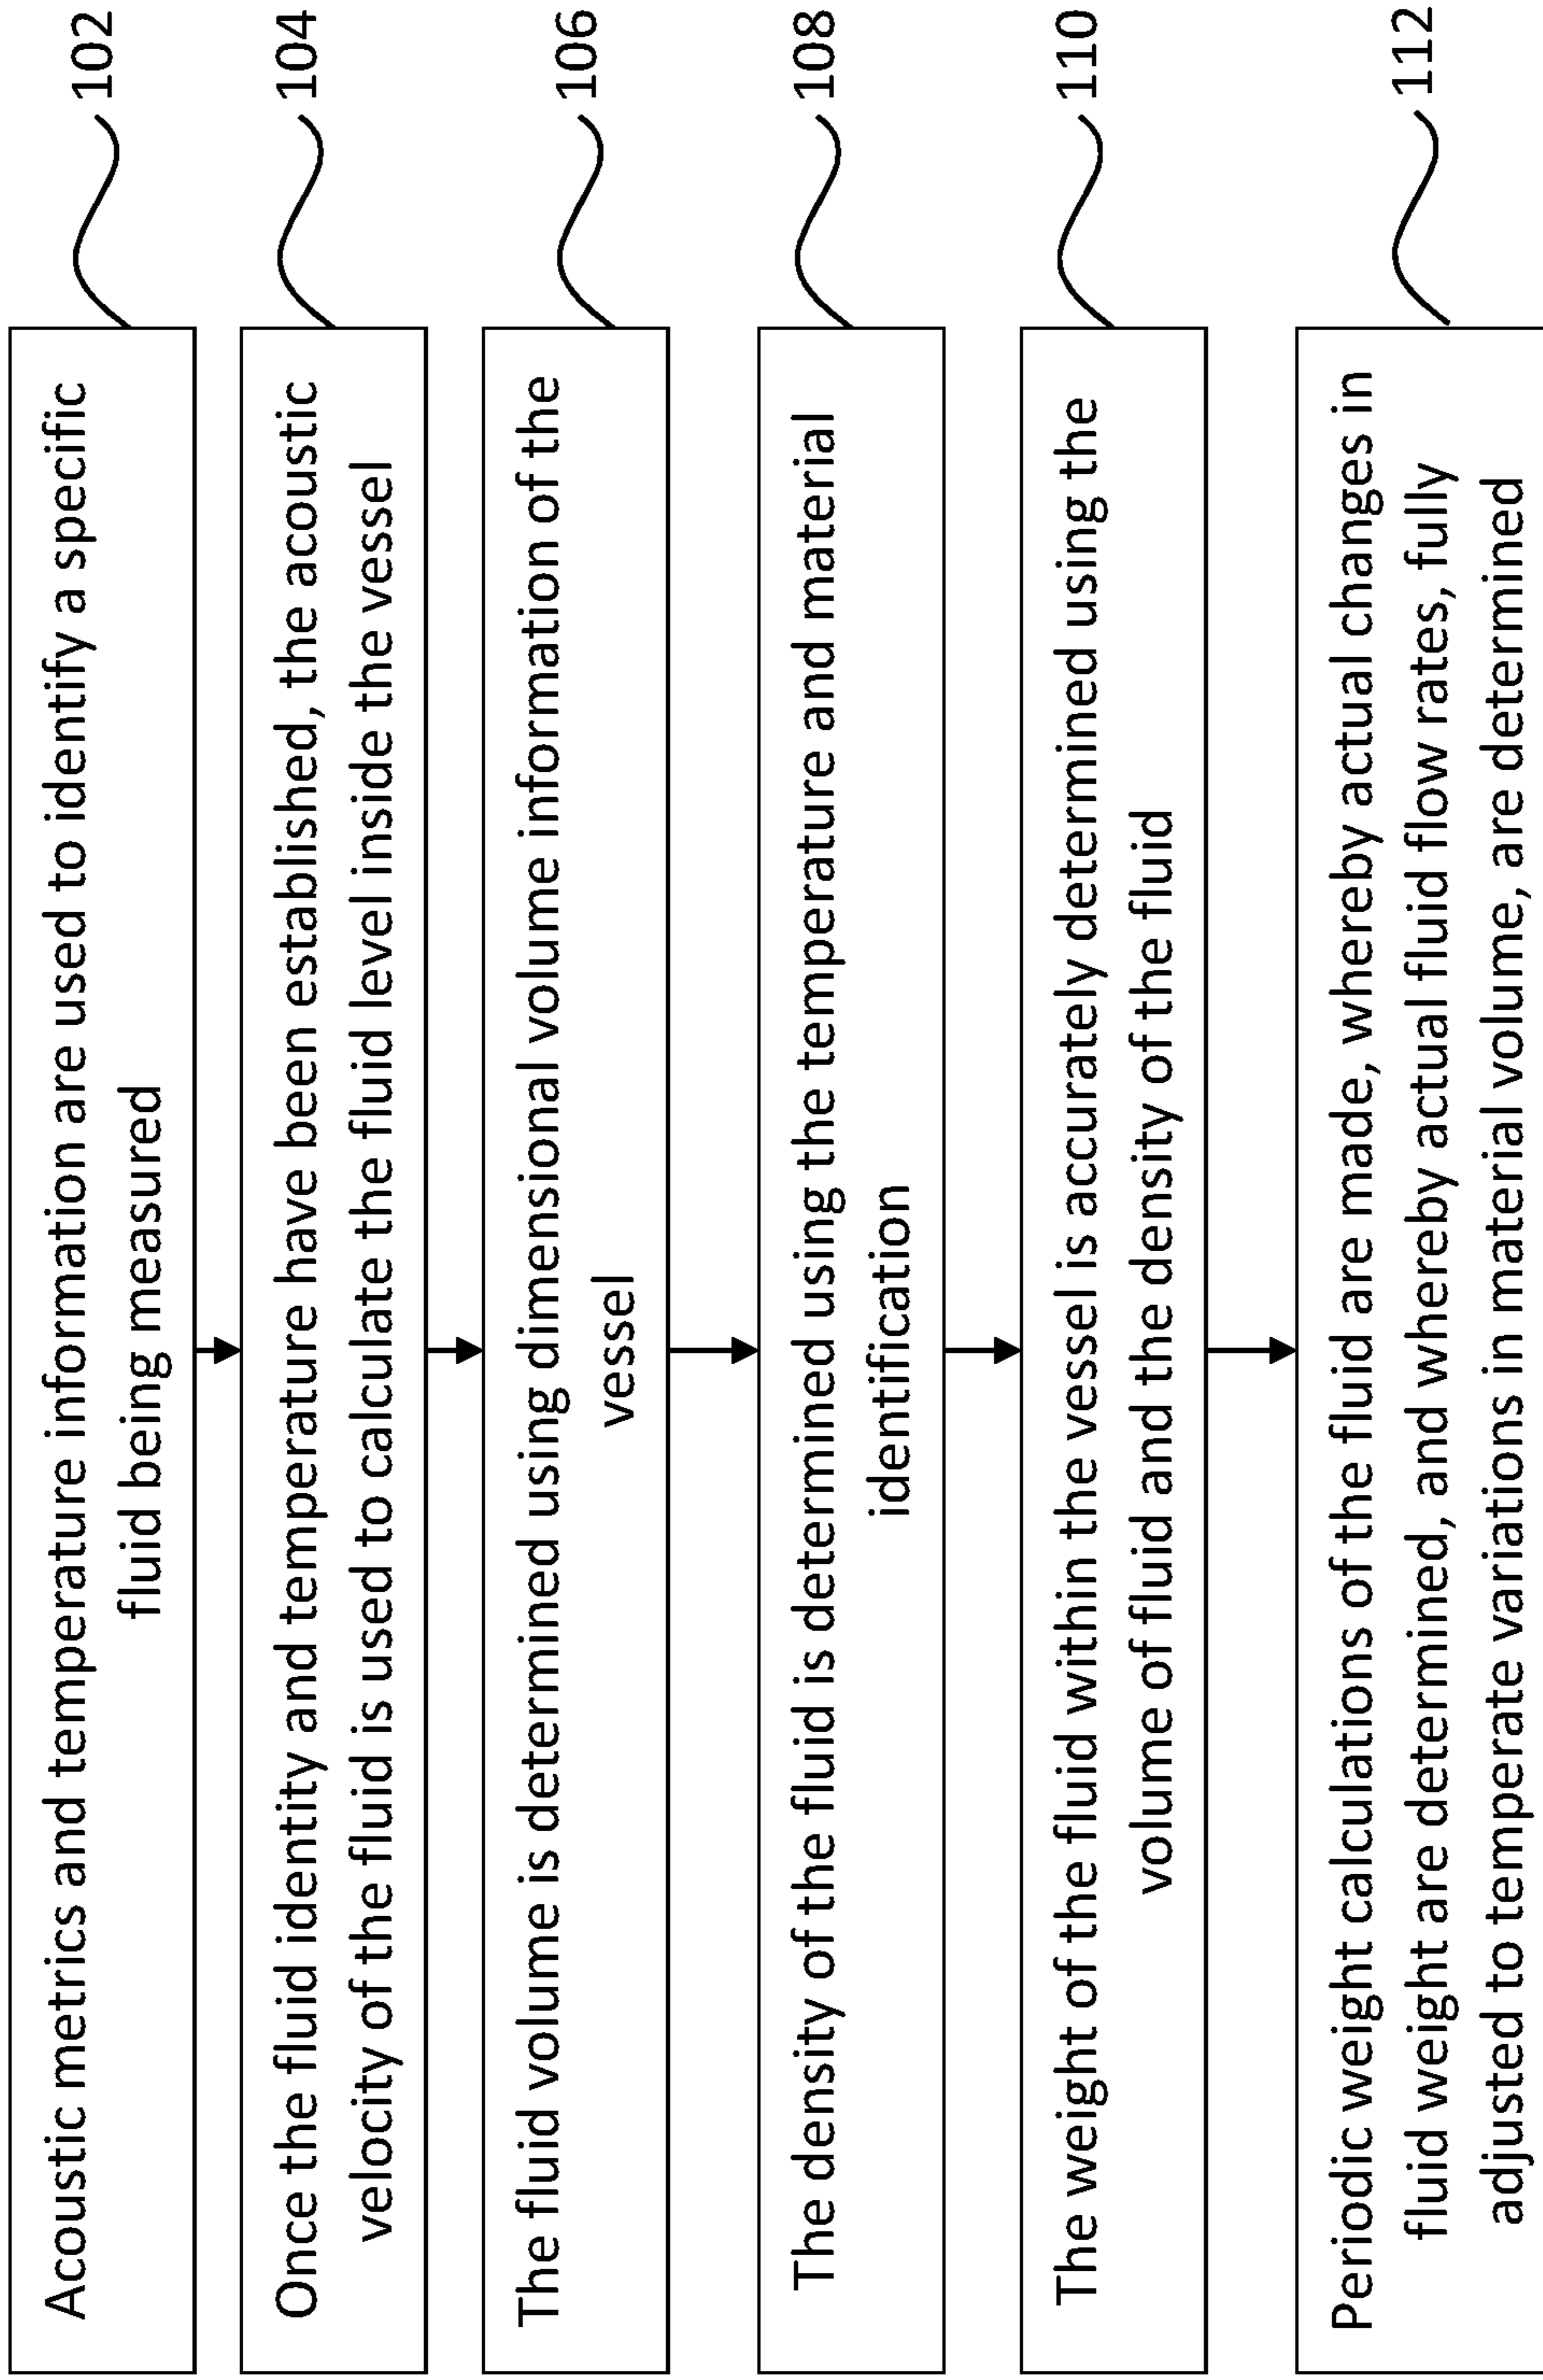 Acoustic metrics and temperature information are used to identify a specific
fluid being measured
102
Once the fluid identity and temperature have been established, the acoustic
velocity of the fluid is used to calculate the fluid level inside the vessel
104
The fluid volume is determined using dimensional volume information of the
vessel
106
The density of the fluid is determined using the temperature and material
identification
108
The weight of the fluid within the vessel is accurately determined using the
volume of fluid and the density of the fluid
110
Periodic weight calculations of the fluid are made, whereby actual changes in
fluid weight are determined, and whereby actual fluid flow rates, fully
adjusted to temperate variations in material volume, are determined
112